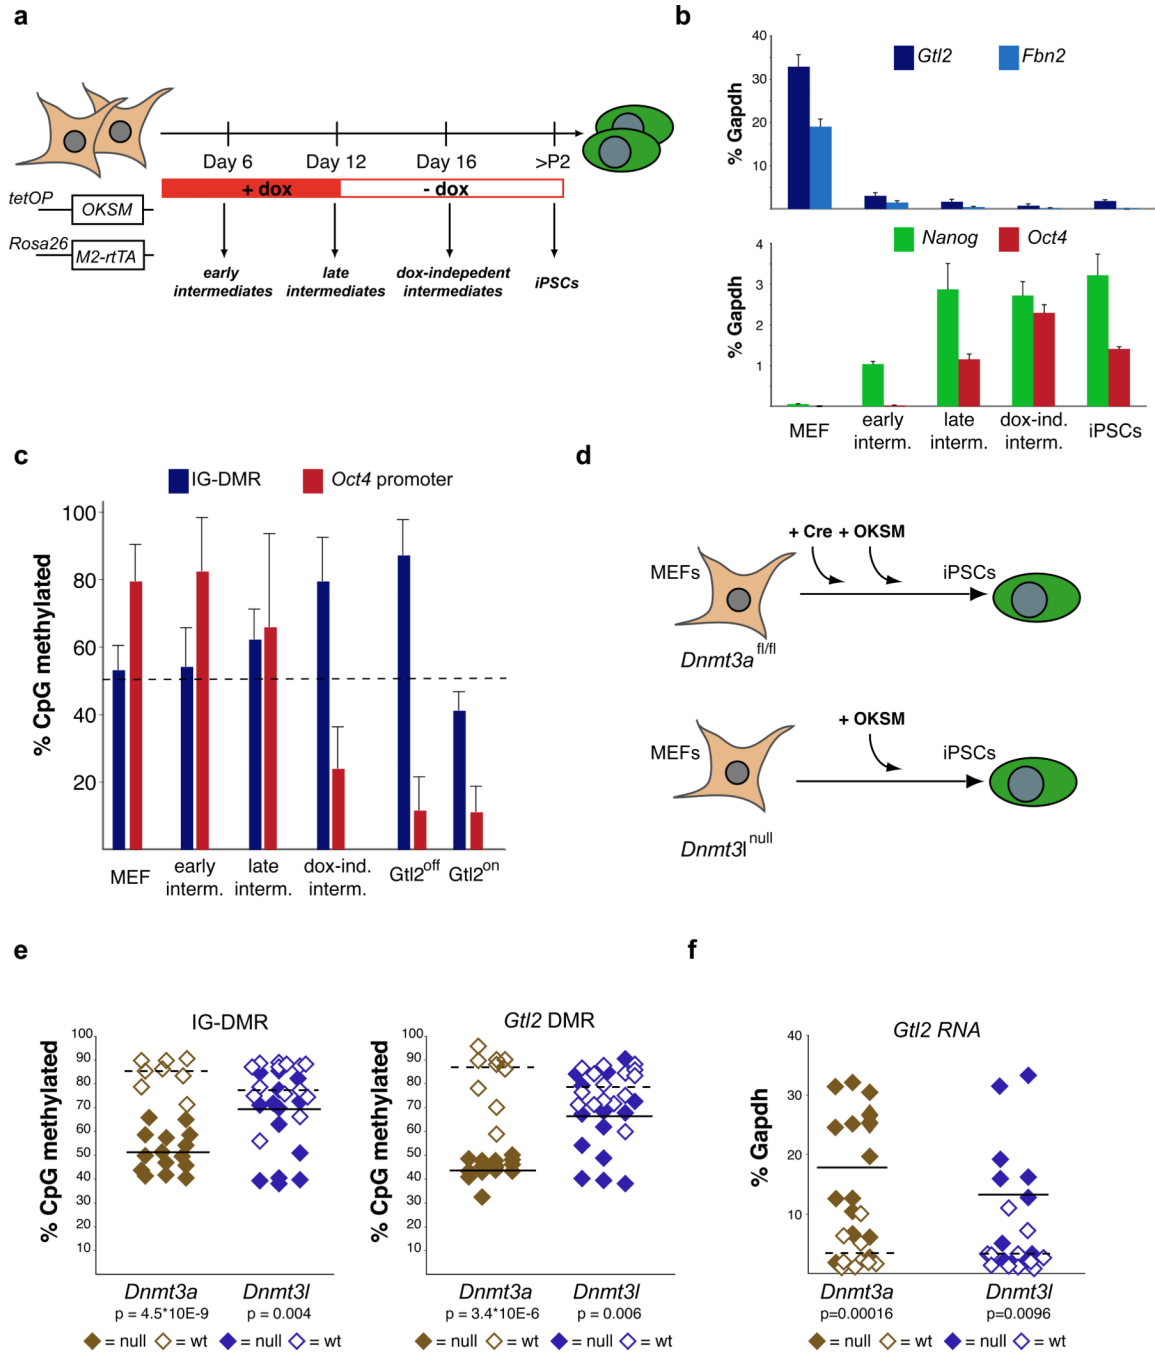 a
Day 6
Day 12
Day 16
>P2
+ dox
- dox
tetOP
OKSM
Rosa26
M2-rtTA
early
intermediates
late
intermediates
dox-indepedent
intermediates
iPSCs
b
Gtl2
Fbn2
% Gapdh
40
30
20
10
Nanog
Oct4
% Gapdh
4
3
2
1
MEF
early
interm.
late
interm.
dox-ind.
interm.
iPSCs
c
IG-DMR
Oct4 promoter
% CpG methylated
100
80
60
40
20
MEF
early
interm.
late
interm.
dox-ind.
interm.
Gtl2off
Gtl2on
d
+ Cre + OKSM
MEFs
iPSCs
Dnmt3a fl/fl
+ OKSM
MEFs
iPSCs
Dnmt3l null
e
IG-DMR
% CpG methylated
100
90
80
70
60
50
40
30
20
10
Dnmt3a
p = 4.5*10E-9
Dnmt3l
p = 0.004
= null
= wt
= null
= wt
Gtl2 DMR
% CpG methylated
100
90
80
70
60
50
40
30
20
10
Dnmt3a
p = 3.4*10E-6
Dnmt3l
p = 0.006
= null
= wt
= null
= wt
f
Gtl2 RNA
% Gapdh
40
30
20
10
Dnmt3a
p=0.00016
Dnmt3l
p=0.0096
= null
= wt
= null
= wt